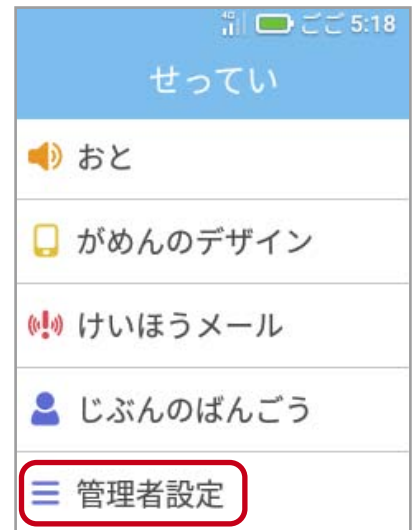 4G ごご 5:18
せってい
おと
がめんのデザイン
けいほうメール
じぶんのばんごう
管理者設定